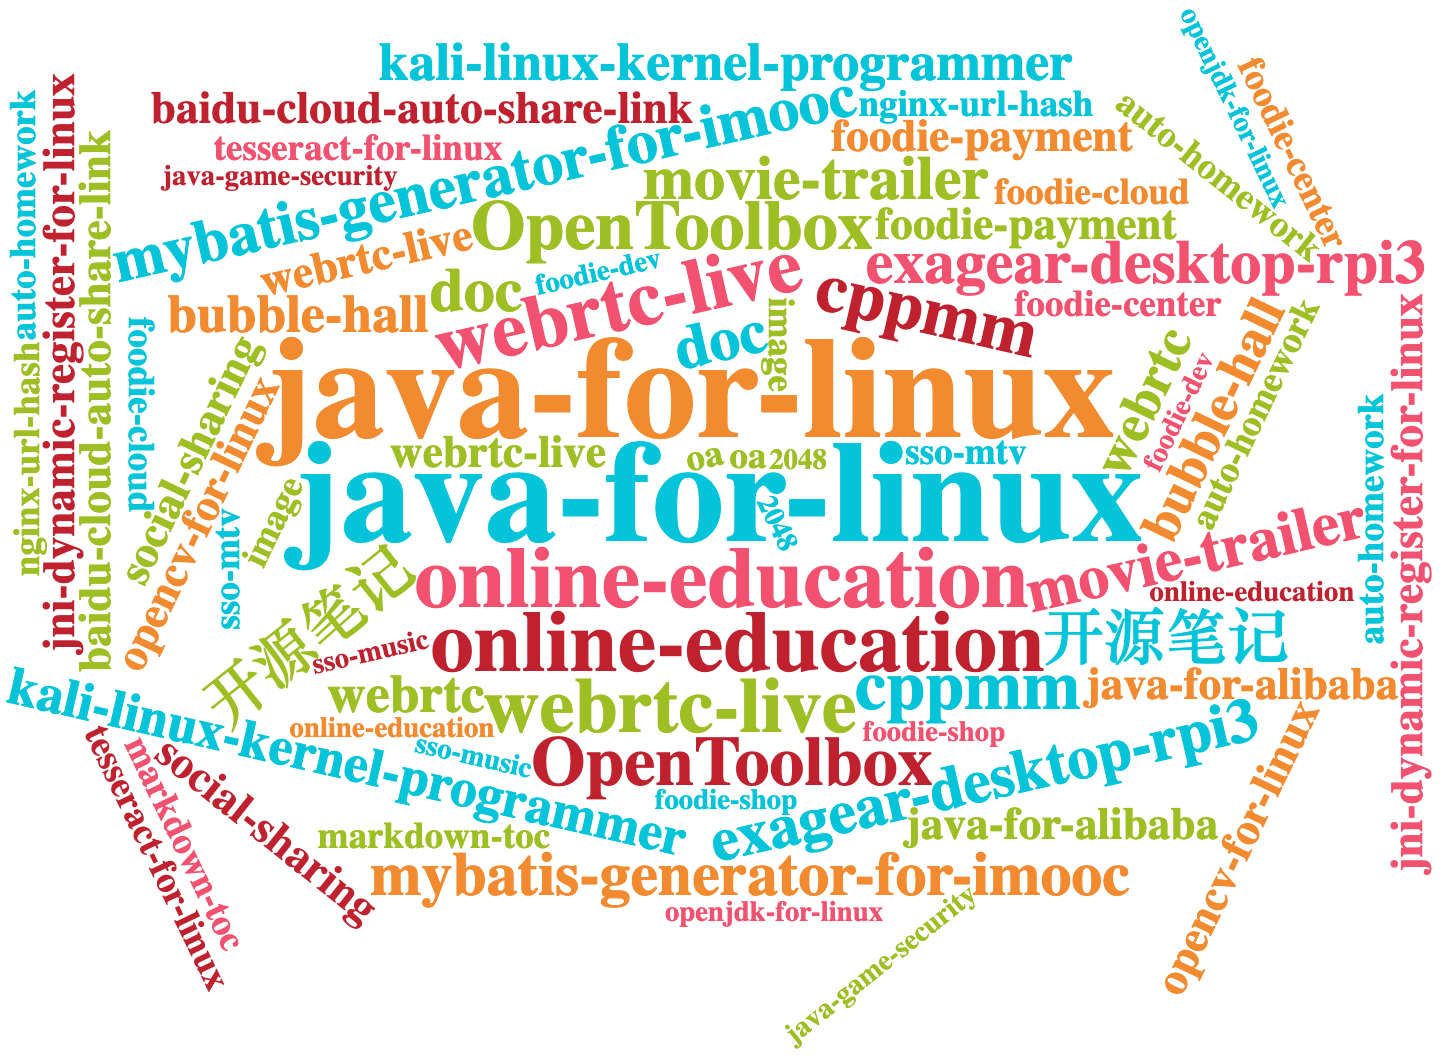 openjdk-for-linux
kali-linux-kernel-programmer
foodie-center
jni-dynamic-register-for-linux
auto-homework
baidu-cloud-auto-share-link
mybatis-generator-for-imooc
nginx-url-hash
auto-homework
foodie-payment
tesseract-for-linux
baidu-cloud-auto-share-link
java-game-security
movie-trailer
foodie-cloud
OpenToolbox
foodie-payment
webrtc-live
exagear-desktop-rpi3
foodie-dev
webrtc-live
doc
cppmm
foodie-center
bubble-hall
image
jni-dynamic-register-for-linux
bubble-hall
auto-homework
doc
webrtc
foodie-cloud
social-sharing
java-for-linux
nginx-url-hash
foodie-dev
opencv-for-linux
auto-homework
webrtc-live
oa
oa
2048
sso-mtv
java-for-linux
image
2048
sso-mtv
movie-trailer
开源笔记
online-education
online-education
sso-music
online-education
开源笔记
kali-linux-kernel-programmer
webrtc
webrtc-live
cppmm
java-for-alibaba
online-education
foodie-shop
exagear-desktop-rpi3
opencv-for-linux
tesseract-for-linux
markdown-toc
social-sharing
sso-music
OpenToolbox
foodie-shop
markdown-toc
java-for-alibaba
mybatis-generator-for-imooc
openjdk-for-linux
java-game-security